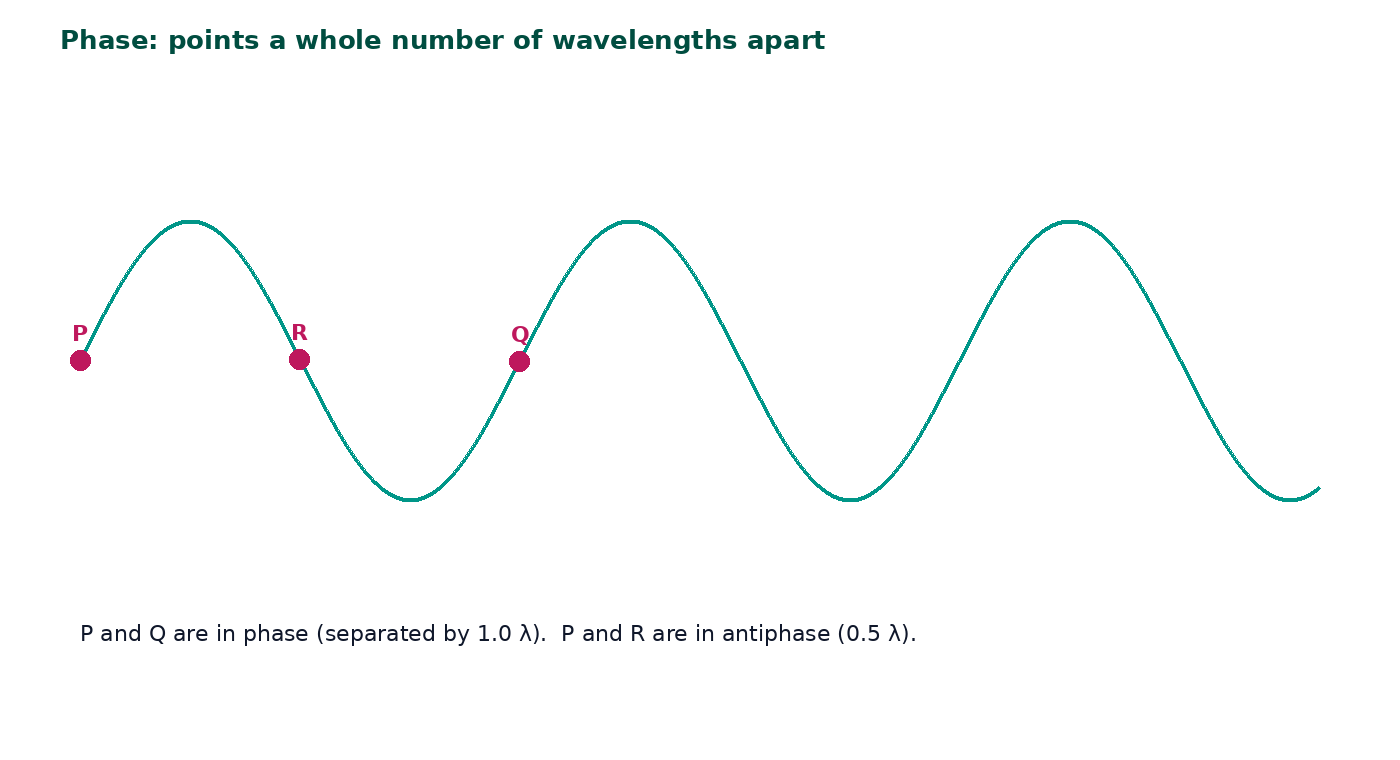 Phase: points a whole number of wavelengths apart
P
R
Q
P and Q are in phase (separated by 1.0 λ).  P and R are in antiphase (0.5 λ).